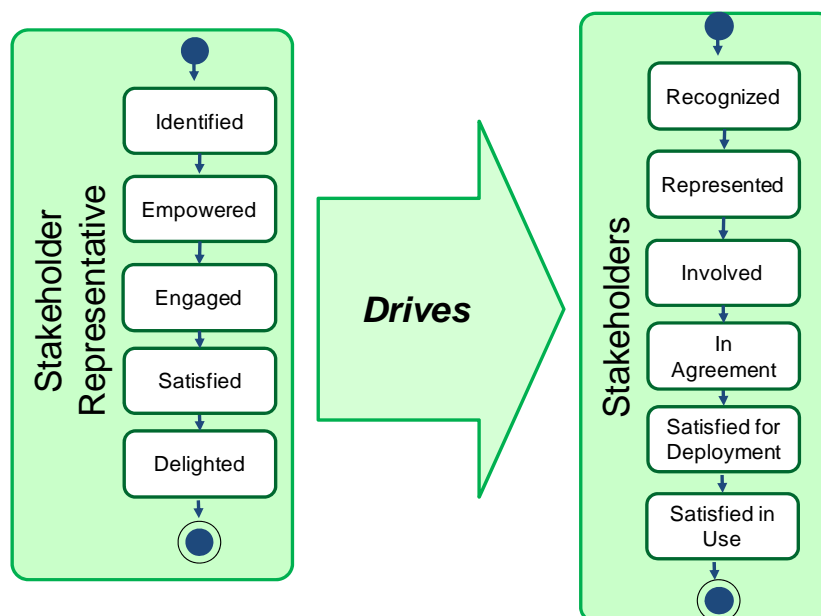 Stakeholder
Representative
Identified
Empowered
Engaged
Satisfied
Delighted
Drives
Stakeholders
Recognized
Represented
Involved
In
Agreement
Satisfied for
Deployment
Satisfied in
Use